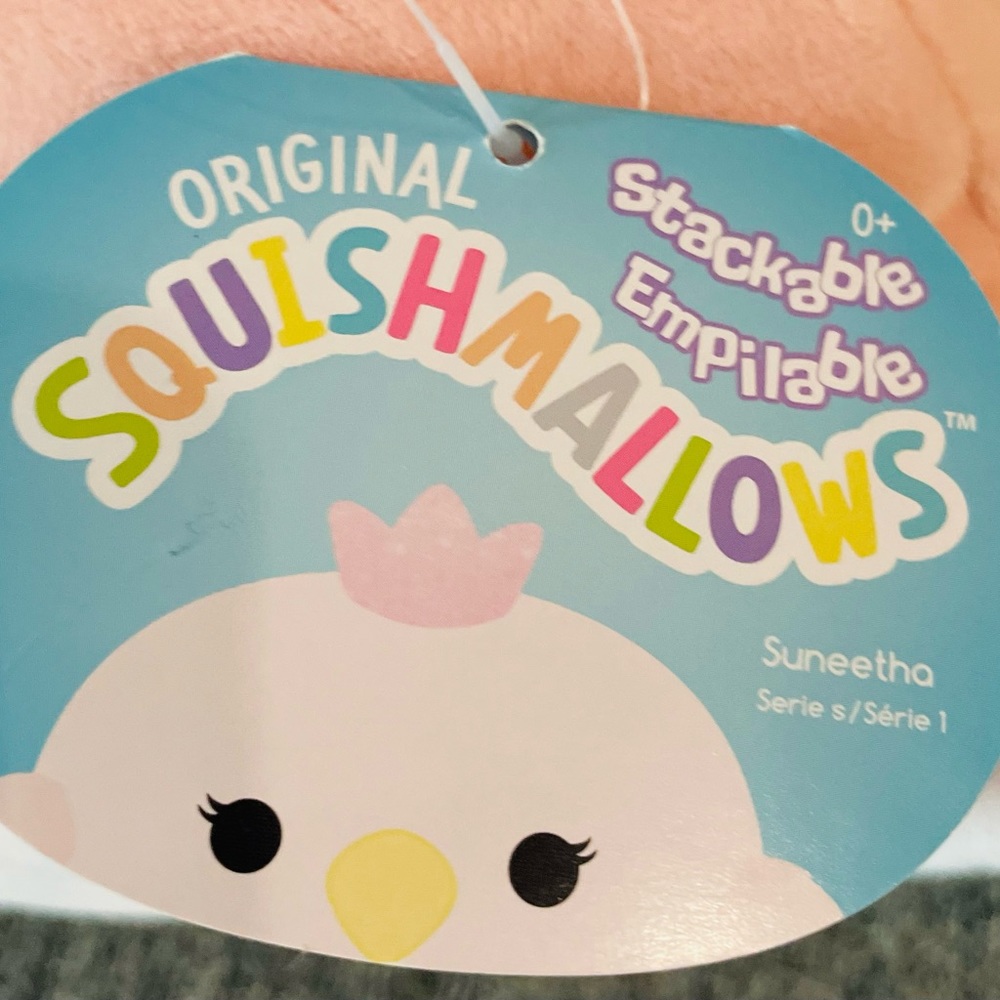 ORIGINAL
SQUISHMALLOWS™
Stackable
Empilable
0+
Suneetha
Serie s/Série 1